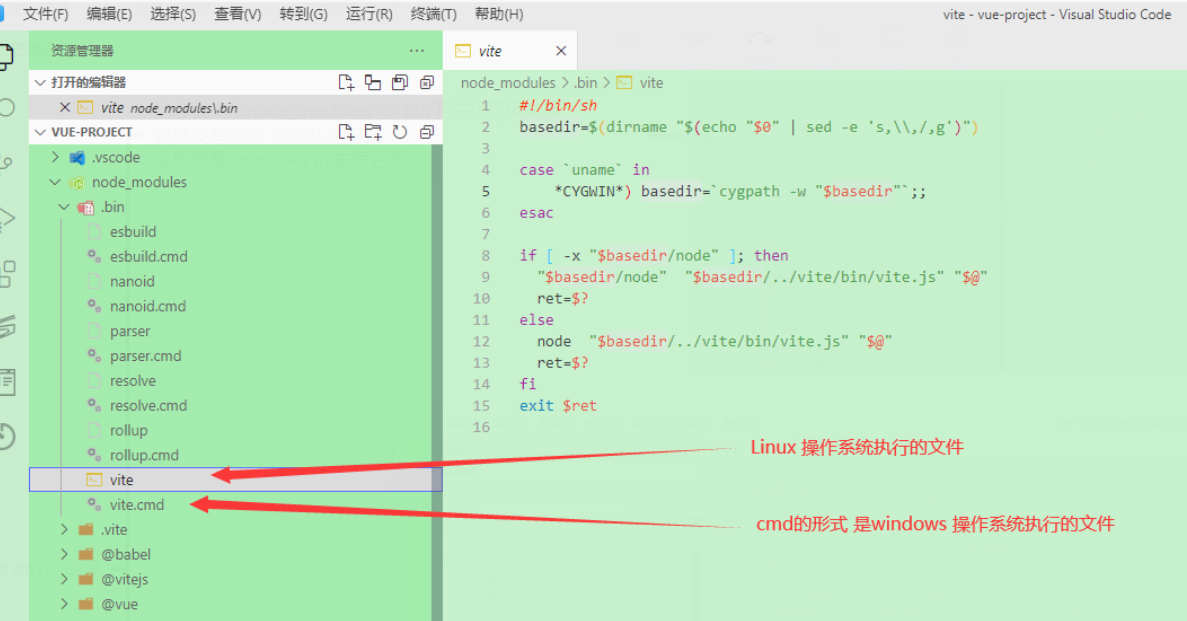 文件(F) 编辑(E) 选择(S) 查看(V) 转到(G) 运行(R) 终端(T) 帮助(H) vite - vue-project - Visual Studio Code
资源管理器 ···
vite
打开的编辑器
vite node_modules\.bin
VUE-PROJECT
.vscode
node_modules
.bin
esbuild
esbuild.cmd
nanoid
nanoid.cmd
parser
parser.cmd
resolve
resolve.cmd
rollup
rollup.cmd
vite
vite.cmd
.vite
@babel
@vitejs
@vue
node_modules > .bin > vite
1 #!/bin/sh
2 basedir=$(dirname "$(echo "$0" | sed -e 's,\\,/,g')")
3
4 case `uname` in
5 *CYGWIN*) basedir=`cygpath -w "$basedir"`;;
6 esac
7
8 if [ -x "$basedir/node" ]; then
9 "$basedir/node"  "$basedir/../vite/bin/vite.js" "$@"
10 ret=$?
11 else
12 node  "$basedir/../vite/bin/vite.js" "$@"
13 ret=$?
14 fi
15 exit $ret
16
Linux 操作系统执行的文件
cmd的形式 是windows 操作系统执行的文件